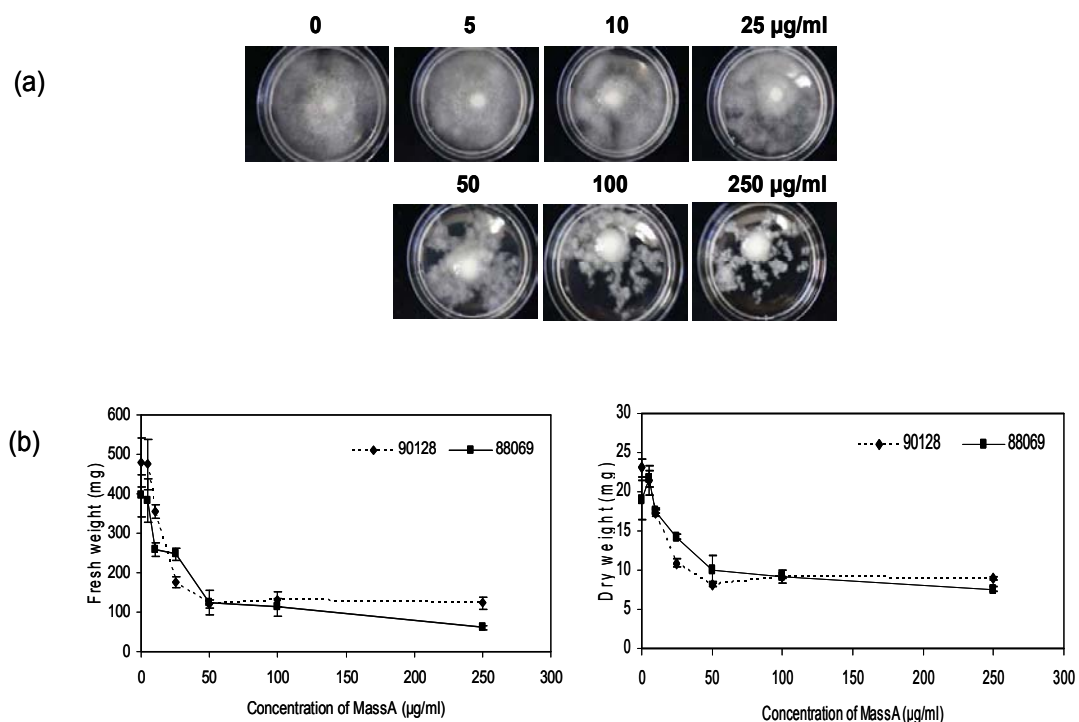 0 5 10 25 µg/ml
(a)
50 100 250 µg/ml
(b)
600
500
400
300
200
100
0
Fresh weight (mg)
90128 88069
0 50 100 150 200 250 300
Concentration of MassA (µg/ml)
30
25
20
15
10
5
0
Dry weight (mg)
90128 88069
0 50 100 150 200 250 300
Concentration of MassA (µg/ml)